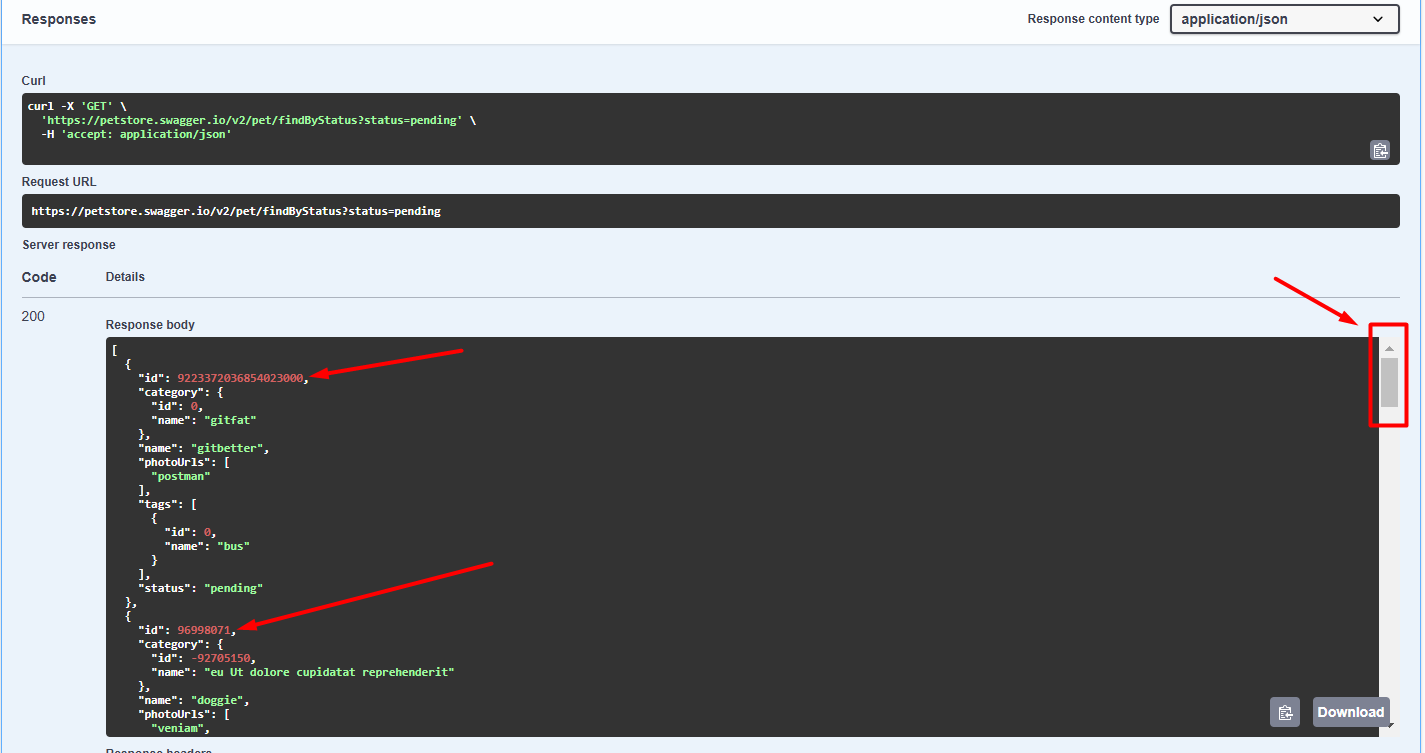 Responses
Response content type
application/json
Curl
curl -X 'GET' \
  'https://petstore.swagger.io/v2/pet/findByStatus?status=pending' \
  -H 'accept: application/json'
Request URL
https://petstore.swagger.io/v2/pet/findByStatus?status=pending
Server response
Code
Details
200
Response body
[
  {
    "id": 9223372036854023000,
    "category": {
      "id": 0,
      "name": "gitfat"
    },
    "name": "gitbetter",
    "photoUrls": [
      "postman"
    ],
    "tags": [
      {
        "id": 0,
        "name": "bus"
      }
    ],
    "status": "pending"
  },
  {
    "id": 96998071,
    "category": {
      "id": -92705150,
      "name": "eu Ut dolore cupidatat reprehenderit"
    },
    "name": "doggie",
    "photoUrls": [
      "veniam",
Download
Response headers